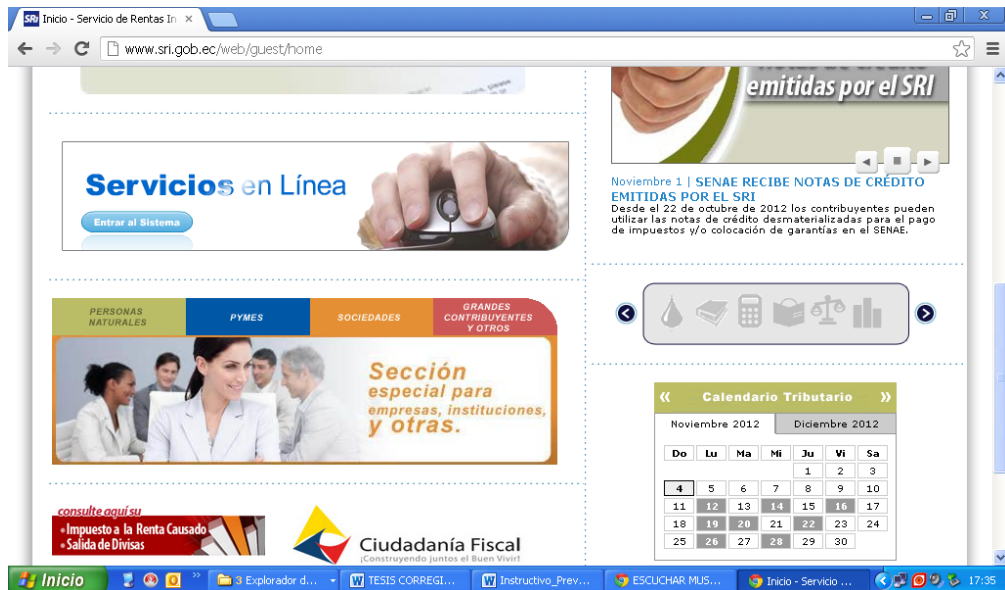 SRi Inicio - Servicio de Rentas In
www.sri.gob.ec/web/guest/home
please
notas de crédito
emitidas por el SRI
Servicios en Línea
Entrar al Sistema
Noviembre 1 | SENAE RECIBE NOTAS DE CRÉDITO
EMITIDAS POR EL SRI
Desde el 22 de octubre de 2012 los contribuyentes pueden
utilizar las notas de crédito desmaterializadas para el pago
de impuestos y/o colocación de garantías en el SENAE.
PERSONAS
NATURALES
PYMES
SOCIEDADES
GRANDES
CONTRIBUYENTES
Y OTROS
Sección
especial para
empresas, instituciones,
y otras.
Calendario Tributario
Noviembre 2012 Diciembre 2012
Do Lu Ma Mi Ju Vi Sa
1 2 3
4 5 6 7 8 9 10
11 12 13 14 15 16 17
18 19 20 21 22 23 24
25 26 27 28 29 30
consulte aquí su
• Impuesto a la Renta Causado
• Salida de Divisas
Ciudadanía Fiscal
¡Construyendo juntos el Buen Vivir!
Inicio 3 Explorador d... TESIS CORREGI... Instructivo_Prev... ESCUCHAR MUS... Inicio - Servicio ... 17:35